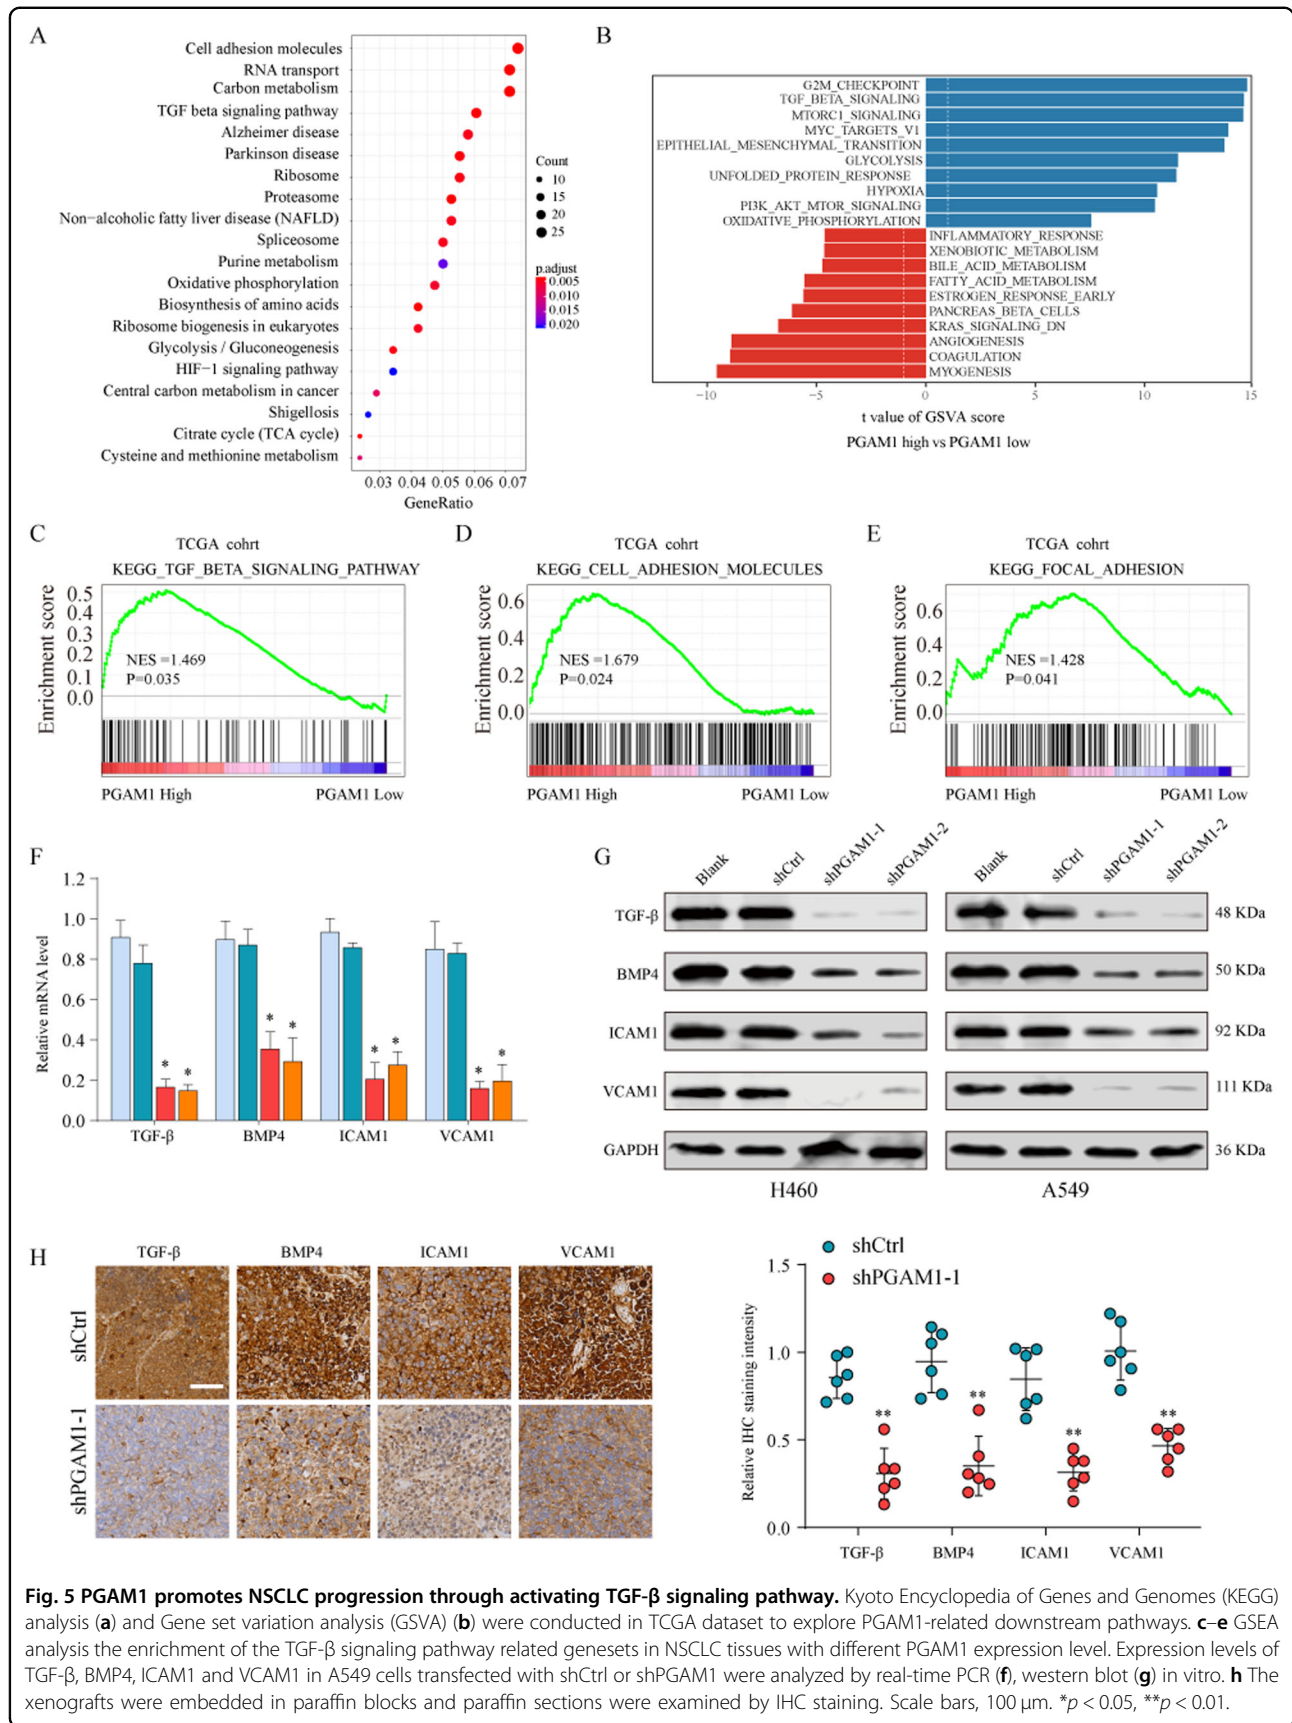 A
Cell adhesion molecules
RNA transport
Carbon metabolism
TGF beta signaling pathway
Alzheimer disease
Parkinson disease
Ribosome
Proteasome
Non−alcoholic fatty liver disease (NAFLD)
Spliceosome
Purine metabolism
Oxidative phosphorylation
Biosynthesis of amino acids
Ribosome biogenesis in eukaryotes
Glycolysis / Gluconeogenesis
HIF−1 signaling pathway
Central carbon metabolism in cancer
Shigellosis
Citrate cycle (TCA cycle)
Cysteine and methionine metabolism
0.03 0.04 0.05 0.06 0.07
GeneRatio
Count
10
15
20
25
p.adjust
0.005
0.010
0.015
0.020
B
G2M_CHECKPOINT
TGF_BETA_SIGNALING
MTORC1_SIGNALING
MYC_TARGETS_V1
EPITHELIAL_MESENCHYMAL_TRANSITION
GLYCOLYSIS
UNFOLDED_PROTEIN_RESPONSE
HYPOXIA
PI3K_AKT_MTOR_SIGNALING
OXIDATIVE_PHOSPHORYLATION
INFLAMMATORY_RESPONSE
XENOBIOTIC_METABOLISM
BILE_ACID_METABOLISM
FATTY_ACID_METABOLISM
ESTROGEN_RESPONSE_EARLY
PANCREAS_BETA_CELLS
KRAS_SIGNALING_DN
ANGIOGENESIS
COAGULATION
MYOGENESIS
−10 −5 0 5 10 15
t value of GSVA score
PGAM1 high vs PGAM1 low
C
TCGA cohrt
KEGG_TGF_BETA_SIGNALING_PATHWAY
Enrichment score
0.5
0.4
0.3
0.2
0.1
0.0
NES =1.469
P=0.035
PGAM1 High PGAM1 Low
D
TCGA cohrt
KEGG_CELL_ADHESION_MOLECULES
Enrichment score
0.6
0.4
0.2
0.0
NES =1.679
P=0.024
PGAM1 High PGAM1 Low
E
TCGA cohrt
KEGG_FOCAL_ADHESION
Enrichment score
0.6
0.4
0.2
0.0
NES =1.428
P=0.041
PGAM1 High PGAM1 Low
F
Relative mRNA level
1.2
1.0
0.8
0.6
0.4
0.2
0.0
* * * * * * * *
TGF-β BMP4 ICAM1 VCAM1
G
Blank shCtrl shPGAM1-1 shPGAM1-2 Blank shCtrl shPGAM1-1 shPGAM1-2
TGF-β 48 KDa
BMP4 50 KDa
ICAM1 92 KDa
VCAM1 111 KDa
GAPDH 36 KDa
H460 A549
H
TGF-β BMP4 ICAM1 VCAM1
shCtrl
shPGAM1-1
shCtrl
shPGAM1-1
Relative IHC staining intensity
1.5
1.0
0.5
0.0
** ** ** **
TGF-β BMP4 ICAM1 VCAM1
Fig. 5 PGAM1 promotes NSCLC progression through activating TGF-β signaling pathway. Kyoto Encyclopedia of Genes and Genomes (KEGG)
analysis (a) and Gene set variation analysis (GSVA) (b) were conducted in TCGA dataset to explore PGAM1-related downstream pathways. c–e GSEA
analysis the enrichment of the TGF-β signaling pathway related genesets in NSCLC tissues with different PGAM1 expression level. Expression levels of
TGF-β, BMP4, ICAM1 and VCAM1 in A549 cells transfected with shCtrl or shPGAM1 were analyzed by real-time PCR (f), western blot (g) in vitro. h The
xenografts were embedded in paraffin blocks and paraffin sections were examined by IHC staining. Scale bars, 100 μm. *p < 0.05, **p < 0.01.